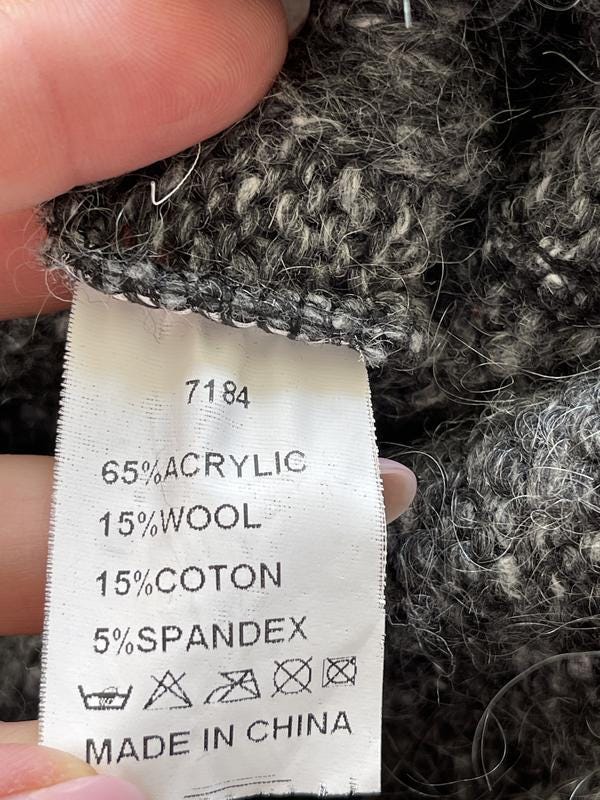 7184
65%ACRYLIC
15%WOOL
15%COTON
5%SPANDEX
MADE IN CHINA